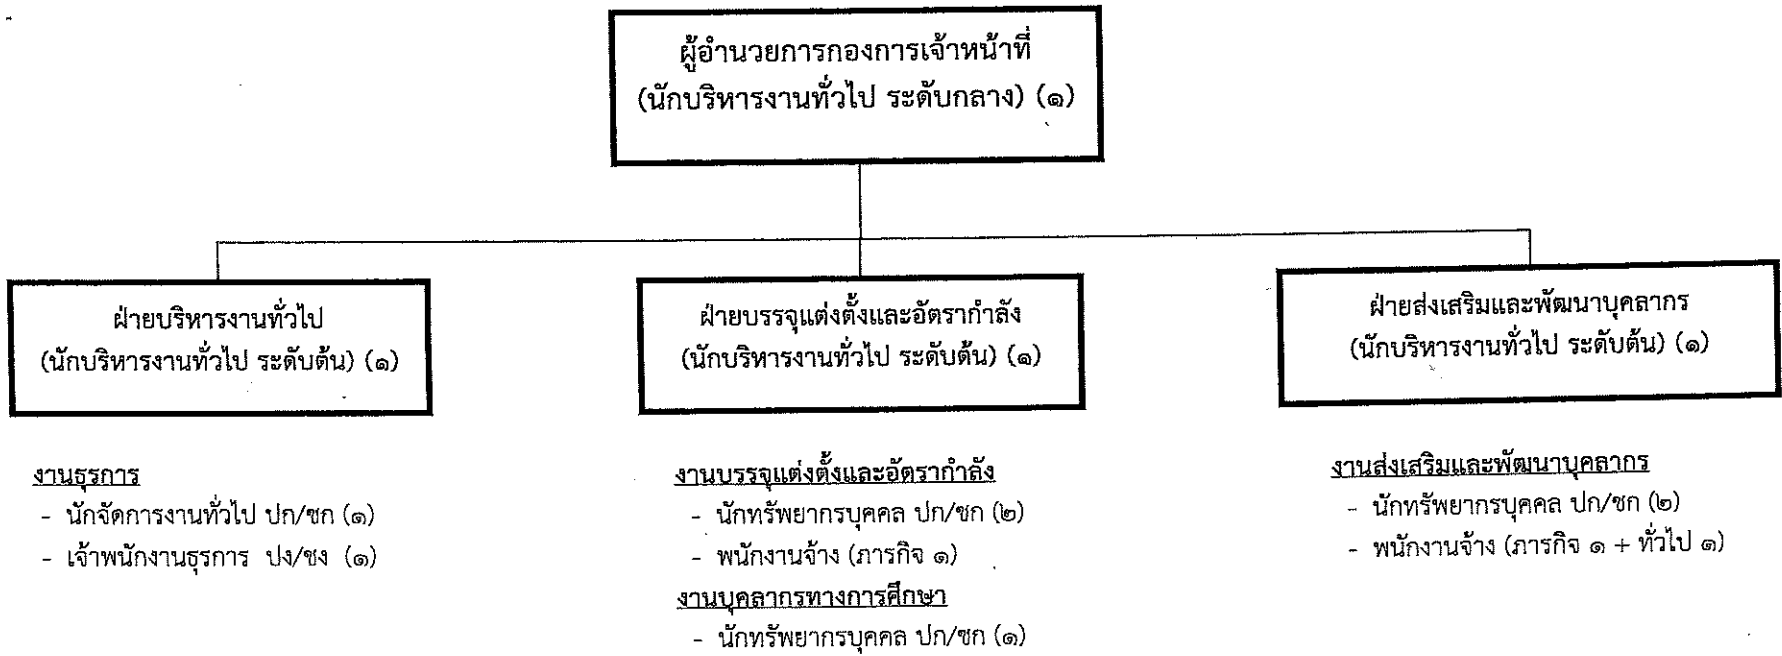 ผู้อำนวยการกองการเจ้าหน้าที่
(นักบริหารงานทั่วไป ระดับกลาง) (๑)
ฝ่ายบริหารงานทั่วไป
(นักบริหารงานทั่วไป ระดับต้น) (๑)
ฝ่ายบรรจุแต่งตั้งและอัตรากำลัง
(นักบริหารงานทั่วไป ระดับต้น) (๑)
ฝ่ายส่งเสริมและพัฒนาบุคลากร
(นักบริหารงานทั่วไป ระดับต้น) (๑)
งานธุรการ
- นักจัดการงานทั่วไป ปก/ชก (๑)
- เจ้าพนักงานธุรการ ปง/ชง (๑)
งานบรรจุแต่งตั้งและอัตรากำลัง
- นักทรัพยากรบุคคล ปก/ชก (๒)
- พนักงานจ้าง (ภารกิจ ๑)
งานบุคลากรทางการศึกษา
- นักทรัพยากรบุคคล ปก/ชก (๑)
งานส่งเสริมและพัฒนาบุคลากร
- นักทรัพยากรบุคคล ปก/ชก (๒)
- พนักงานจ้าง (ภารกิจ ๑ + ทั่วไป ๑)